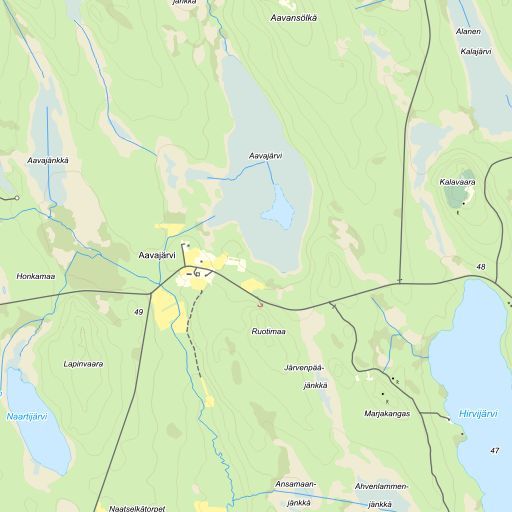 jänkkä
Aavansölkä
Alanen
Kalajärvi
Aavajänkkä
Aavajärvi
Kalavaara
Aavajärvi
Honkamaa
48
49
Ruotimaa
Lapinvaara
Järvenpää-
jänkkä
Naartijärvi
Marjakangas
Hirvijärvi
47
Ansamaan-
jänkkä
Ahvenlammen-
jänkkä
Naatselkätorpet